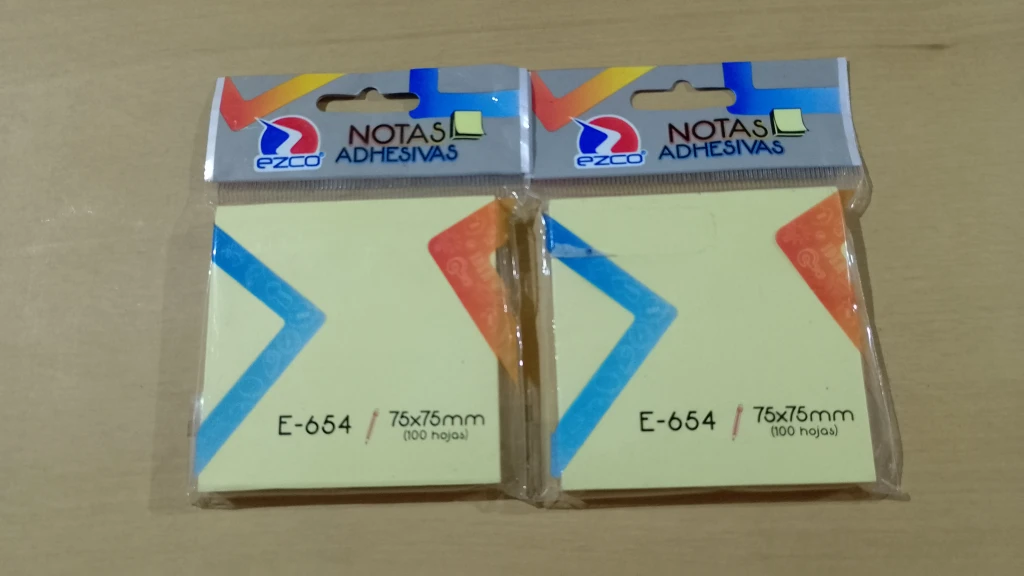 ezco®
NOTAS
ADHESIVAS
E-654
75x75mm
(100 hojas)
ezco®
NOTAS
ADHESIVAS
E-654
75x75mm
(100 hojas)